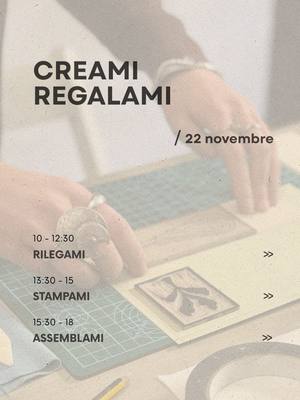 CREAMI
REGALAMI
/ 22 novembre
10 - 12:30
RILEGAMI >>
13:30 - 15
STAMPAMI >>
15:30 - 18
ASSEMBLAMI >>